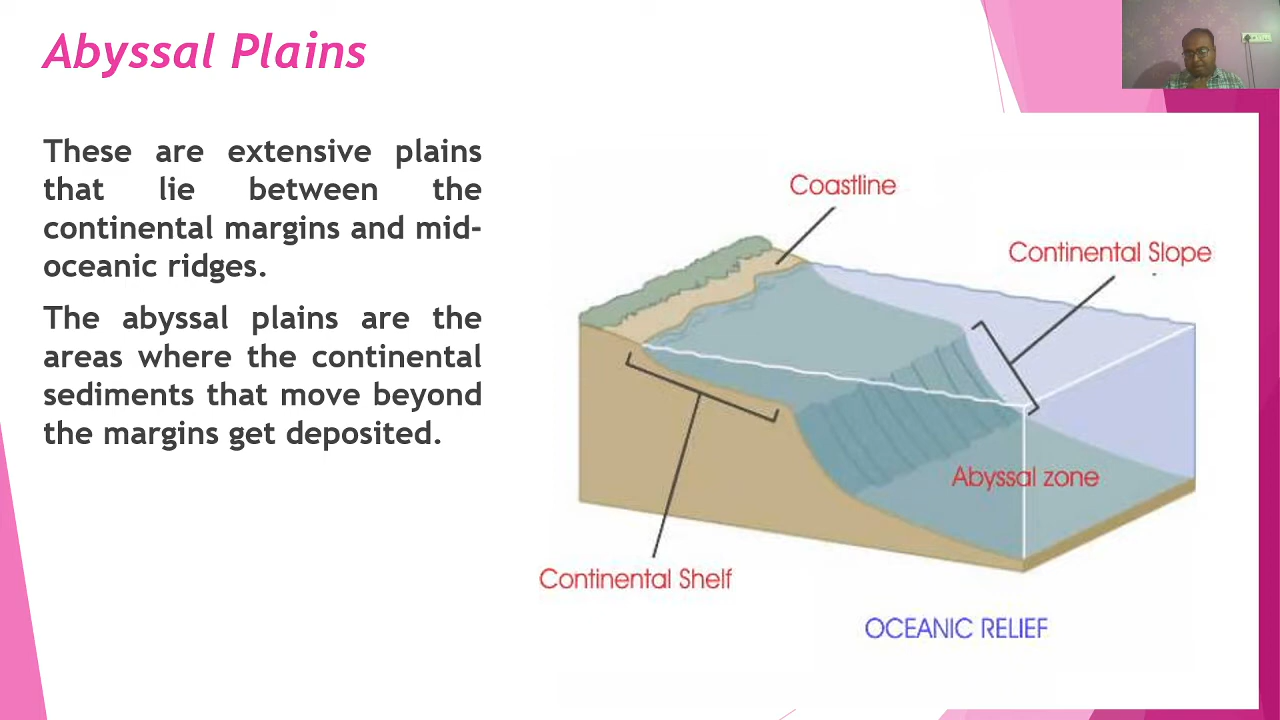 Abyssal Plains
These are extensive plains
that lie between the
continental margins and mid-
oceanic ridges.
The abyssal plains are the
areas where the continental
sediments that move beyond
the margins get deposited.
Coastline
Continental Slope
Abyssal zone
Continental Shelf
OCEANIC RELIEF